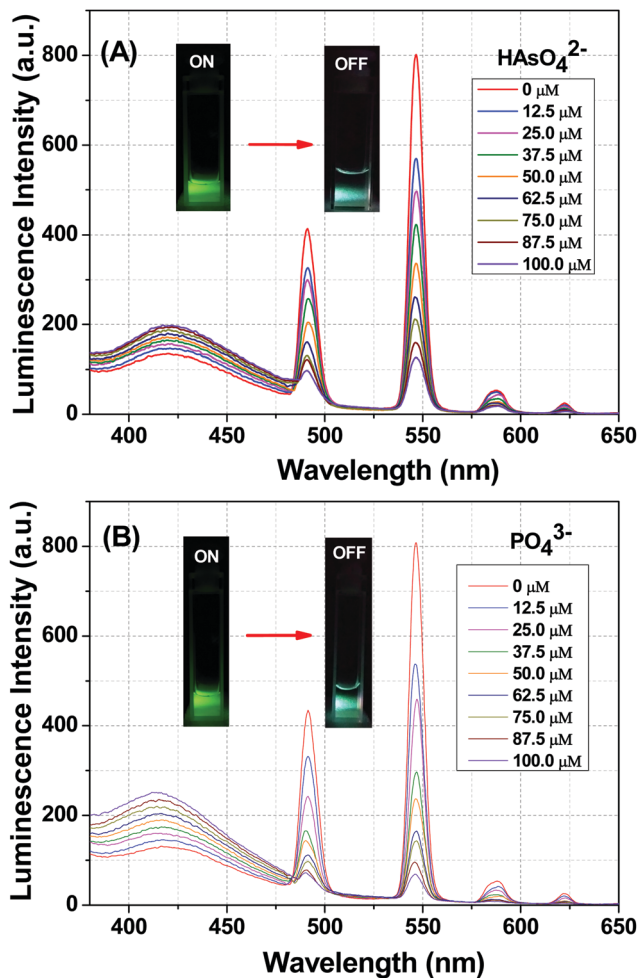 (A)
ON
OFF
HAsO₄²⁻
0 μM
12.5 μM
25.0 μM
37.5 μM
50.0 μM
62.5 μM
75.0 μM
87.5 μM
100.0 μM
800
600
400
200
0
Luminescence Intensity (a.u.)
400 450 500 550 600 650
Wavelength (nm)
(B)
ON
OFF
PO₄³⁻
0 μM
12.5 μM
25.0 μM
37.5 μM
50.0 μM
62.5 μM
75.0 μM
87.5 μM
100.0 μM
800
600
400
200
0
Luminescence Intensity (a.u.)
400 450 500 550 600 650
Wavelength (nm)